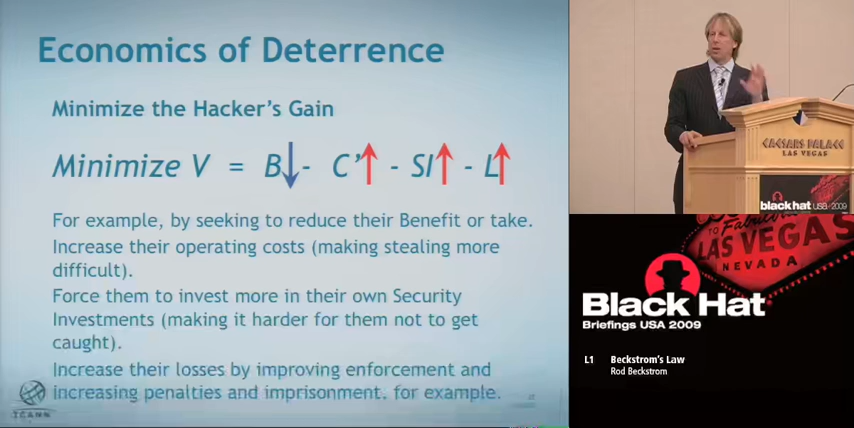 Economics of Deterrence
Minimize the Hacker's Gain
Minimize V = B - C' - SI - L
For example, by seeking to reduce their Benefit or take.
Increase their operating costs (making stealing more
difficult).
Force them to invest more in their own Security
Investments (making it harder for them not to get
caught).
Increase their losses by improving enforcement and
increasing penalties and imprisonment. for example.
ICANN
CAESARS PALACE
LAS VEGAS
black hat USA · 2009
TO Fabulous
LAS VEGAS
NEVADA
Black Hat
Briefings USA 2009
L1 Beckstrom's Law
Rod Beckstrom